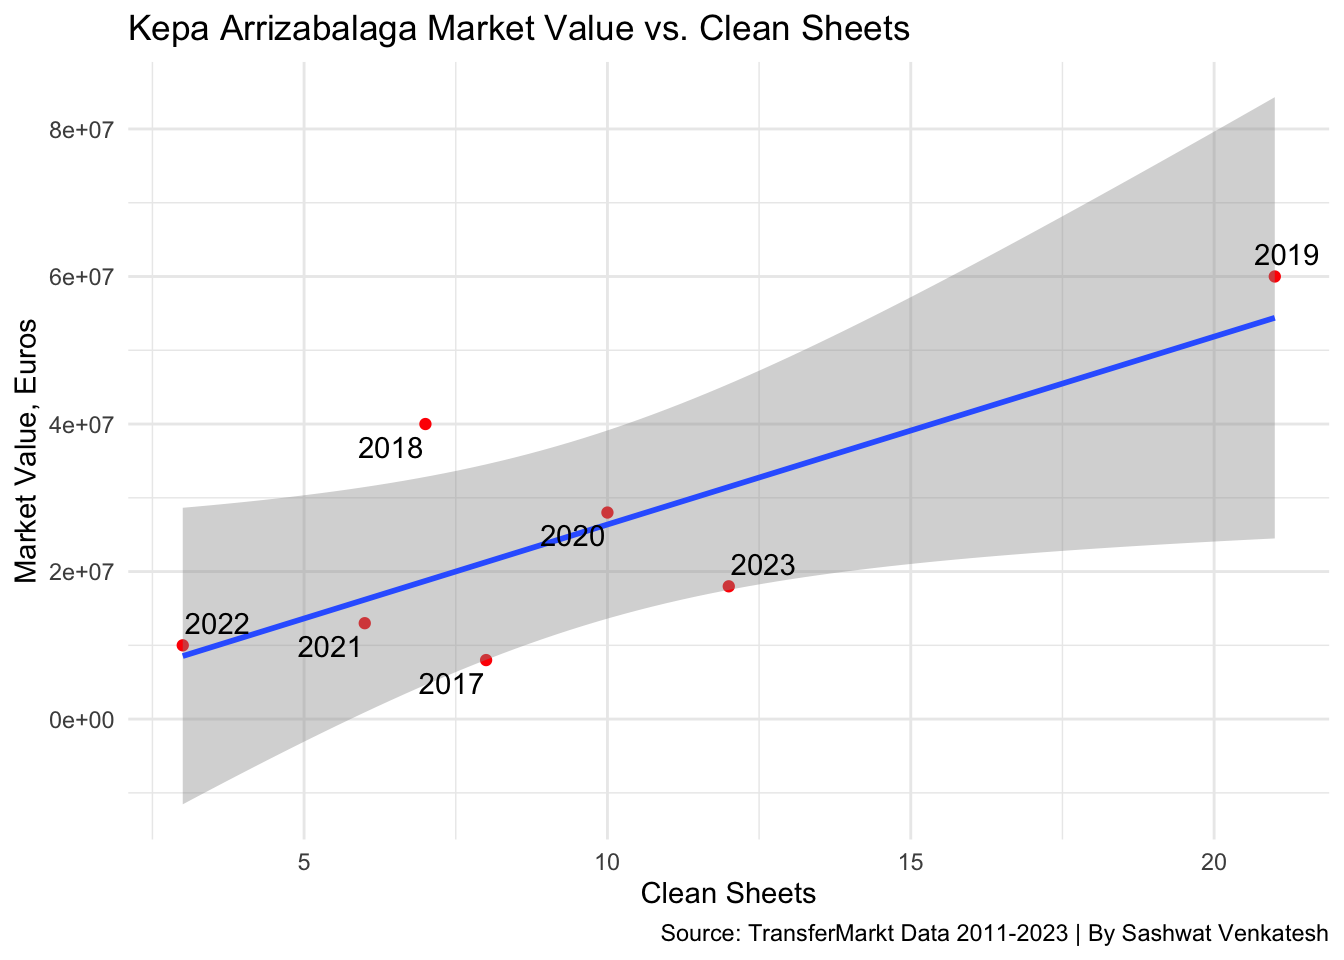 Kepa Arrizabalaga Market Value vs. Clean Sheets
Market Value, Euros
8e+07
6e+07
4e+07
2e+07
0e+00
2019
2018
2020
2023
2022
2021
2017
5
10
15
20
Clean Sheets
Source: TransferMarkt Data 2011-2023 | By Sashwat Venkatesh